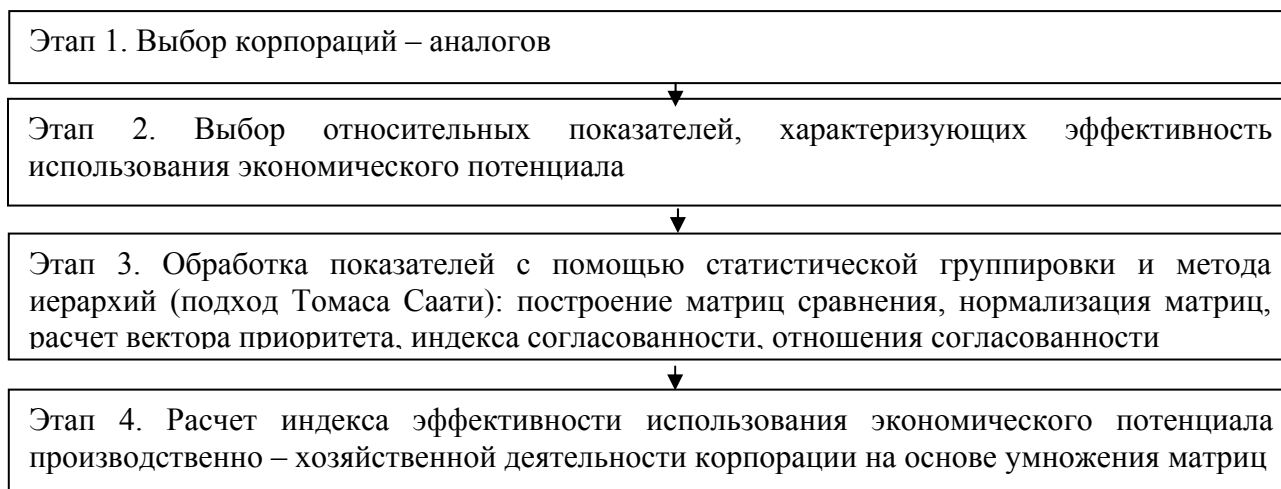 Этап 1. Выбор корпораций – аналогов
Этап 2. Выбор относительных показателей, характеризующих эффективность
использования экономического потенциала
Этап 3. Обработка показателей с помощью статистической группировки и метода
иерархий (подход Томаса Саати): построение матриц сравнения, нормализация матриц,
расчет вектора приоритета, индекса согласованности, отношения согласованности
Этап 4. Расчет индекса эффективности использования экономического потенциала
производственно – хозяйственной деятельности корпорации на основе умножения матриц